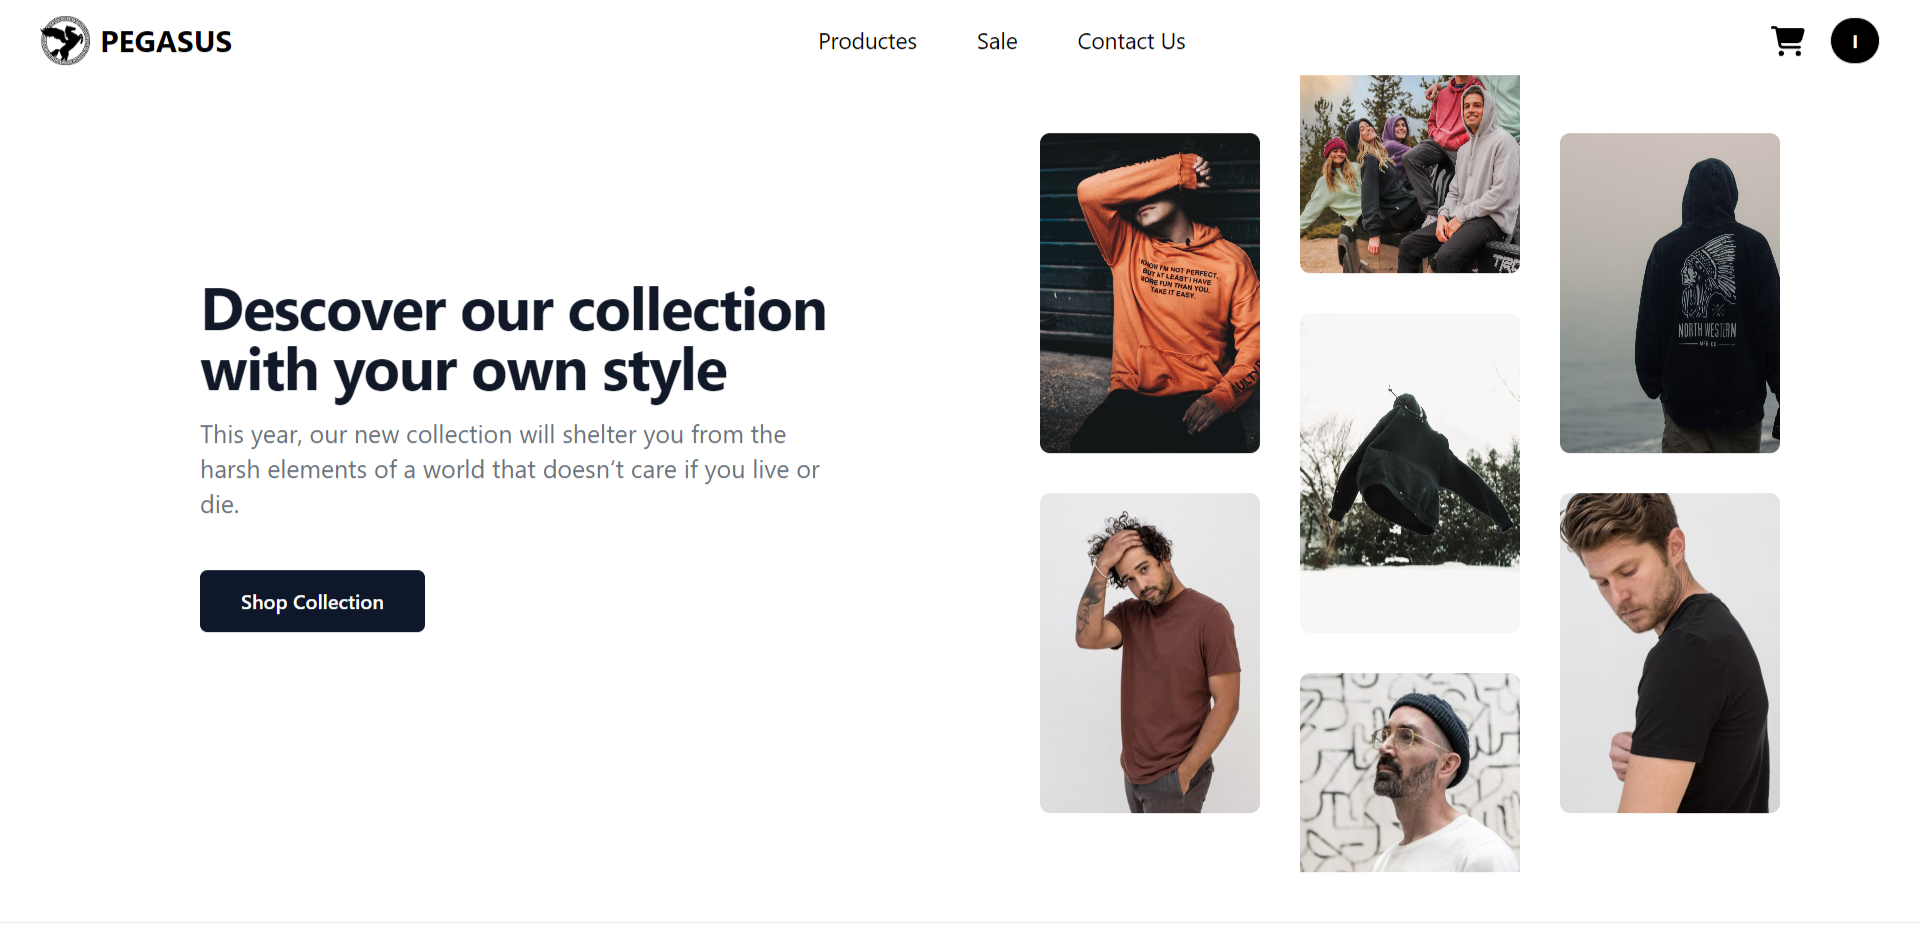 PEGASUS
Productes
Sale
Contact Us
I
Descover our collection
with your own style
This year, our new collection will shelter you from the
harsh elements of a world that doesn't care if you live or
die.
Shop Collection
KNOW I'M NOT PERFECT,
BUT AT LEAST I HAVE
MORE FUN THAN YOU.
TAKE IT EASY.
NORTH WESTERN